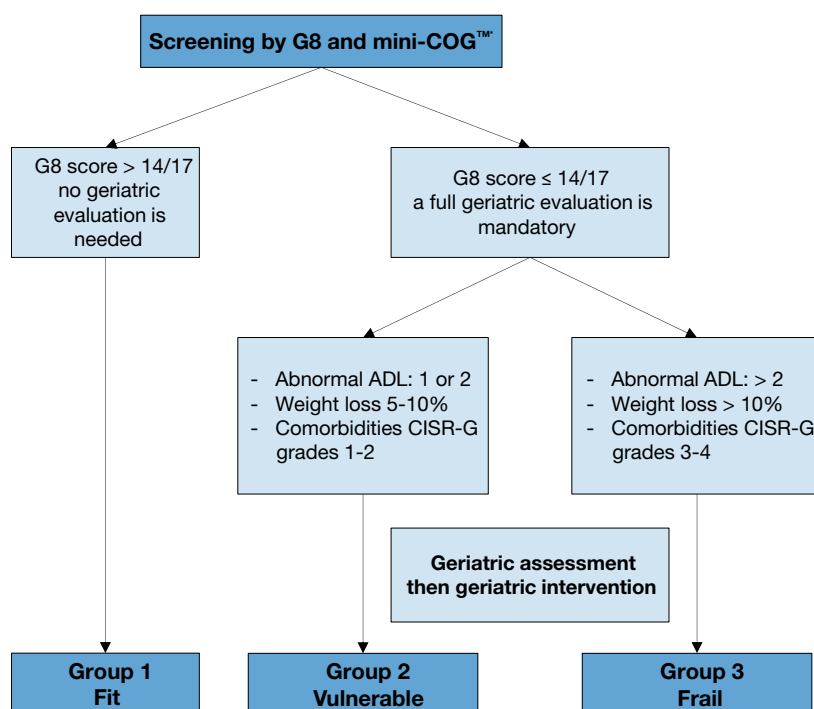 Screening by G8 and mini-COG™*
G8 score > 14/17
no geriatric
evaluation is
needed
G8 score ≤ 14/17
a full geriatric evaluation is
mandatory
- Abnormal ADL: 1 or 2
- Weight loss 5-10%
- Comorbidities CISR-G
grades 1-2
- Abnormal ADL: > 2
- Weight loss > 10%
- Comorbidities CISR-G
grades 3-4
Geriatric assessment
then geriatric intervention
Group 1
Fit
Group 2
Vulnerable
Group 3
Frail